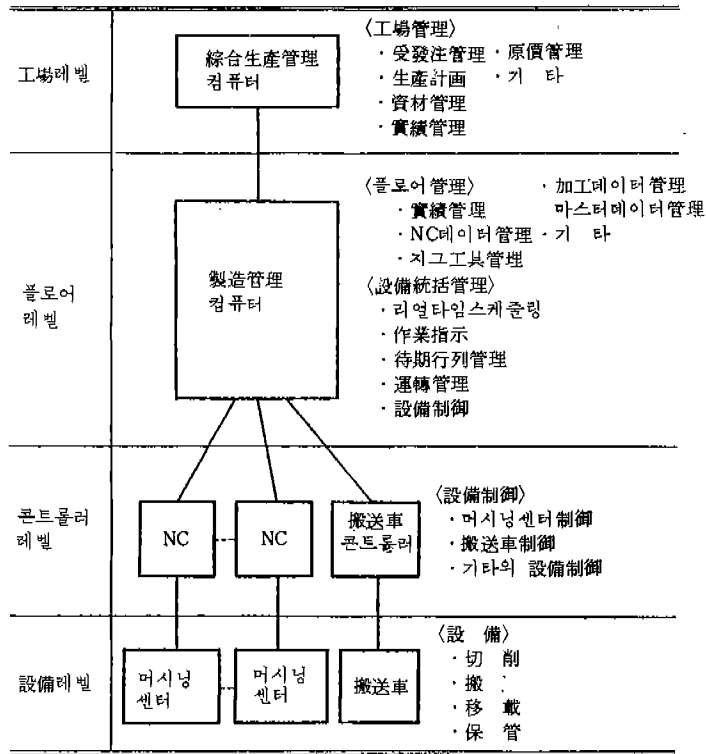 工場레벨
綜合生産管理
컴퓨터
〈工場管理〉
· 受發注管理 · 原價管理
· 生産計画 · 기 타
· 資材管理
· 實績管理
플로어
레벨
製造管理
컴퓨터
〈플로어管理〉 · 加工데이터管理
· 實績管理 마스터데이터管理
· NC데이터管理 · 기 타
· 지그工具管理
〈設備統括管理〉
· 리얼타임스케줄링
· 作業指示
· 待期行列管理
· 運轉管理
· 設備制御
콘트롤러
레벨
NC
NC
搬送車
콘트롤러
〈設備制御〉
· 머시닝센터制御
· 搬送車制御
· 기타의 設備制御
設備레벨
머시닝
센터
머시닝
센터
搬送車
〈設 備〉
· 切 削
· 搬
· 移 載
· 保 管